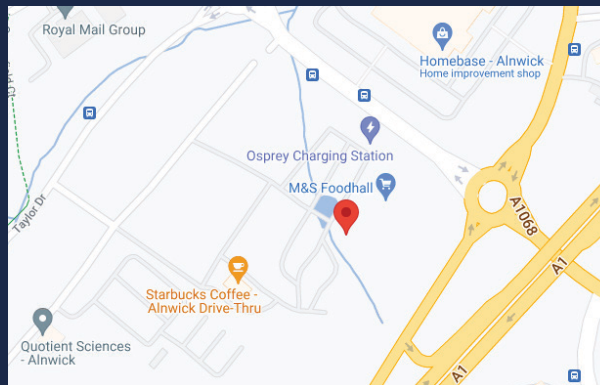 Royal Mail Group
Homebase - Alnwick
Home improvement shop
Osprey Charging Station
M&S Foodhall
A1068
Taylor Dr
A1
Starbucks Coffee -
Alnwick Drive-Thru
Quotient Sciences
- Alnwick
A1